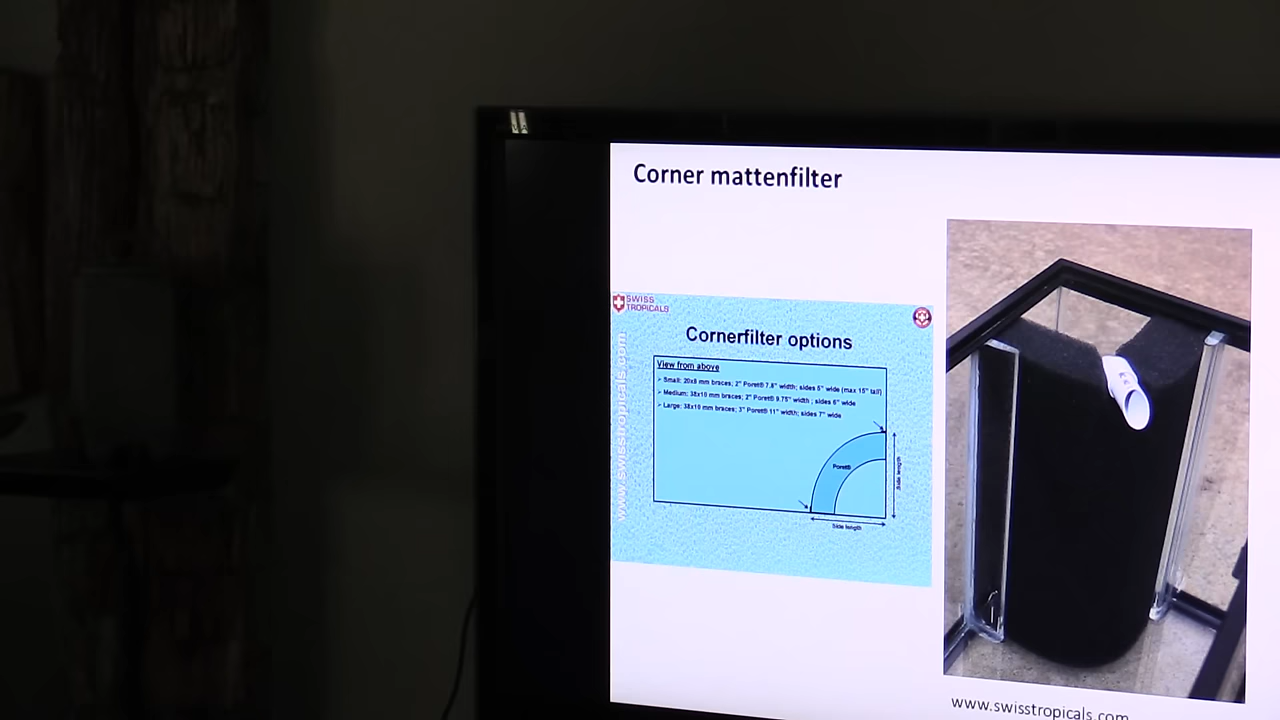 Corner mattenfilter
SWISS
TROPICALS
Cornerfilter options
www.swisstropicals.com
View from above
➢ Small: 20x8 mm braces; 2" Poret® 7.8" width; sides 5" wide (max 15" tall)
➢ Medium: 38x10 mm braces; 2" Poret® 9.75" width ; sides 6" wide
➢ Large: 38x10 mm braces; 3" Poret® 11" width; sides 7" wide
Poret®
Side length
Side length
www.swisstropicals.com